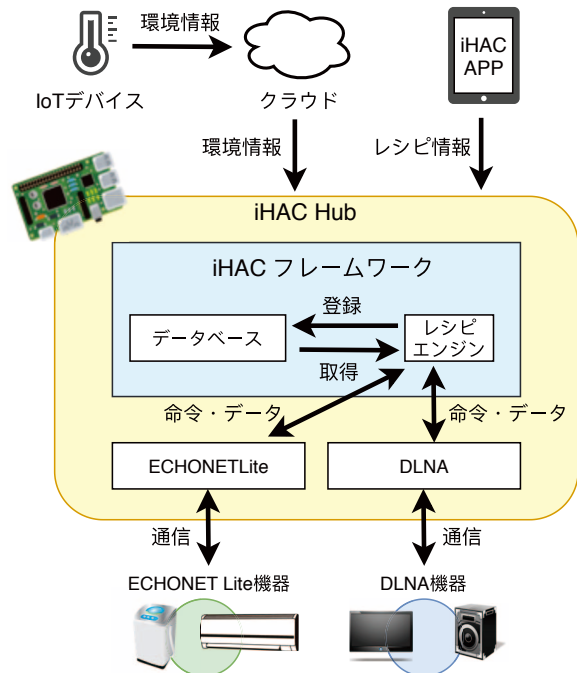 環境情報
iHAC
APP
IoTデバイス
クラウド
環境情報
レシピ情報
iHAC Hub
iHAC フレームワーク
登録
データベース
レシピ
エンジン
取得
命令・データ
命令・データ
ECHONETLite
DLNA
通信
通信
ECHONET Lite機器
DLNA機器